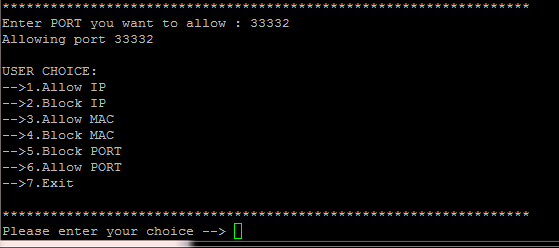 ******************************************************************
Enter PORT you want to allow : 33332
Allowing port 33332
USER CHOICE:
-->1.Allow IP
-->2.Block IP
-->3.Allow MAC
-->4.Block MAC
-->5.Block PORT
-->6.Allow PORT
-->7.Exit
******************************************************************
Please enter your choice -->